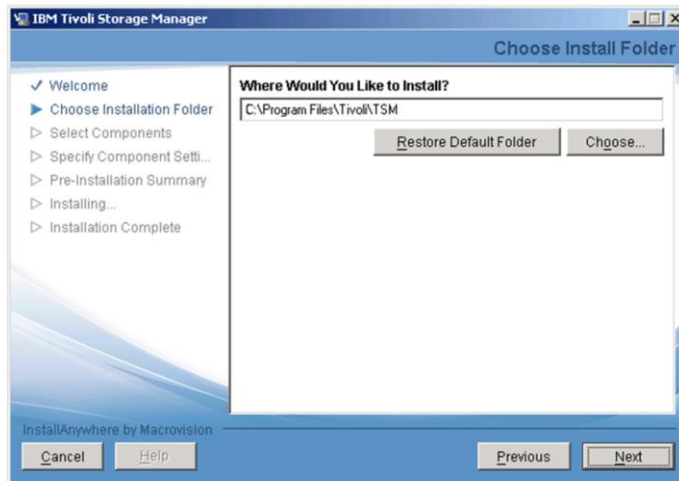 IBM Tivoli Storage Manager
Choose Install Folder
Welcome
Choose Installation Folder
Select Components
Specify Component Setti...
Pre-Installation Summary
Installing...
Installation Complete
Where Would You Like to Install?
C:\Program Files\Tivoli\TSM
Restore Default Folder
Choose...
InstallAnywhere by Macrovision
Cancel
Help
Previous
Next